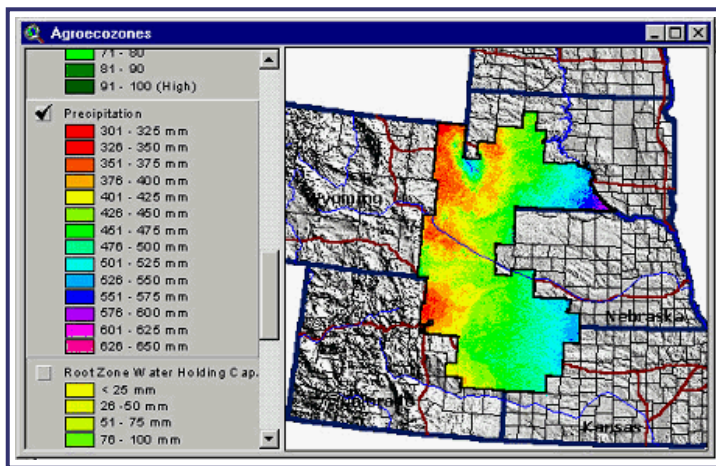 Agroecozones
71 - 80
81 - 90
91 - 100 (High)
Precipitation
301 - 325 mm
326 - 350 mm
351 - 375 mm
376 - 400 mm
401 - 425 mm
426 - 450 mm
451 - 475 mm
476 - 500 mm
501 - 525 mm
526 - 550 mm
551 - 575 mm
576 - 600 mm
601 - 625 mm
626 - 650 mm
Root Zone Water Holding Cap.
< 25 mm
26 -50 mm
51 - 75 mm
76 - 100 mm
Wyoming
Nebraska
Kansas